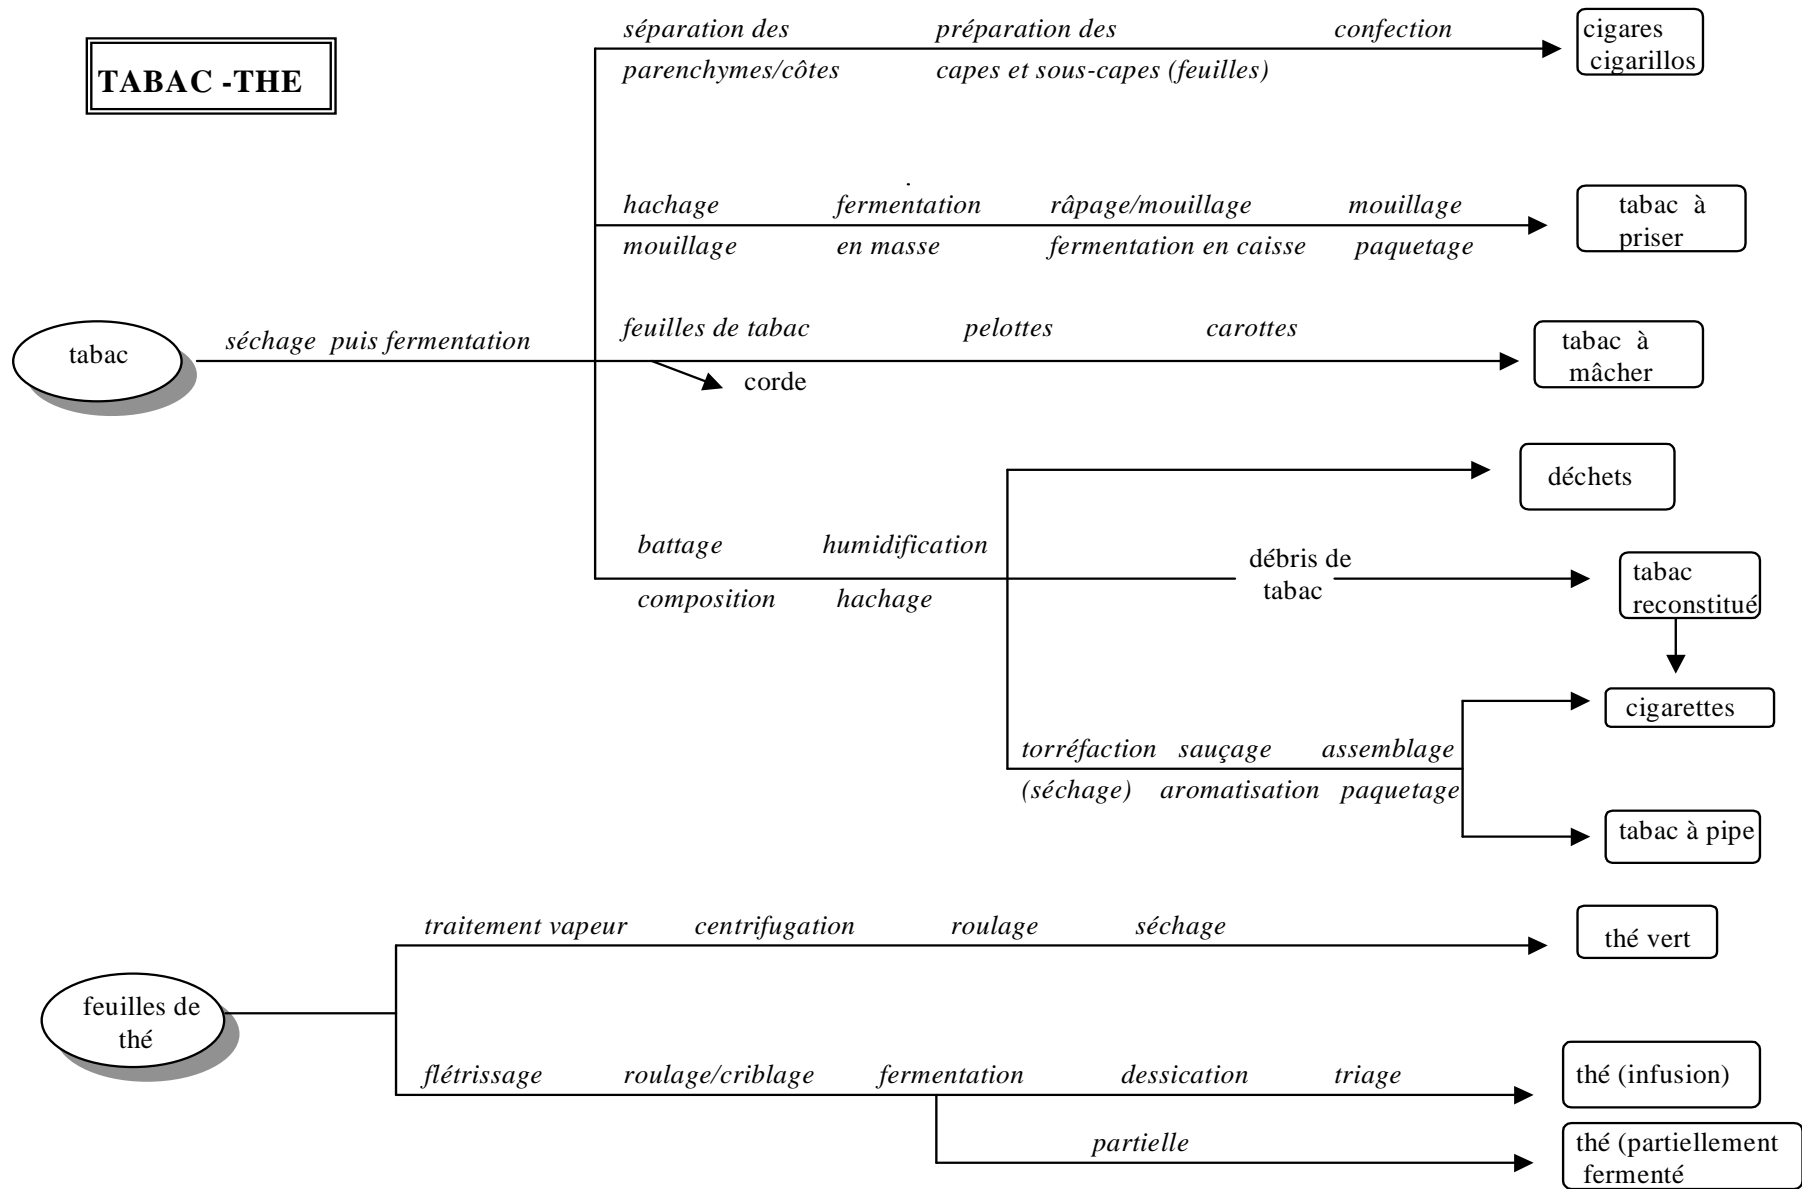 TABAC -THE
séparation des
parenchymes/côtes
préparation des
capes et sous-capes (feuilles)
confection
cigares
cigarillos
hachage
mouillage
fermentation
en masse
râpage/mouillage
fermentation en caisse
mouillage
paquetage
tabac à
priser
tabac
séchage puis fermentation
feuilles de tabac
pelottes
carottes
corde
tabac à
mâcher
déchets
battage
composition
humidification
hachage
débris de
tabac
tabac
reconstitué
cigarettes
torréfaction
(séchage)
sauçage
aromatisation
assemblage
paquetage
tabac à pipe
feuilles de
thé
traitement vapeur
centrifugation
roulage
séchage
thé vert
flétrissage
roulage/criblage
fermentation
dessication
triage
thé (infusion)
partielle
thé (partiellement
fermenté